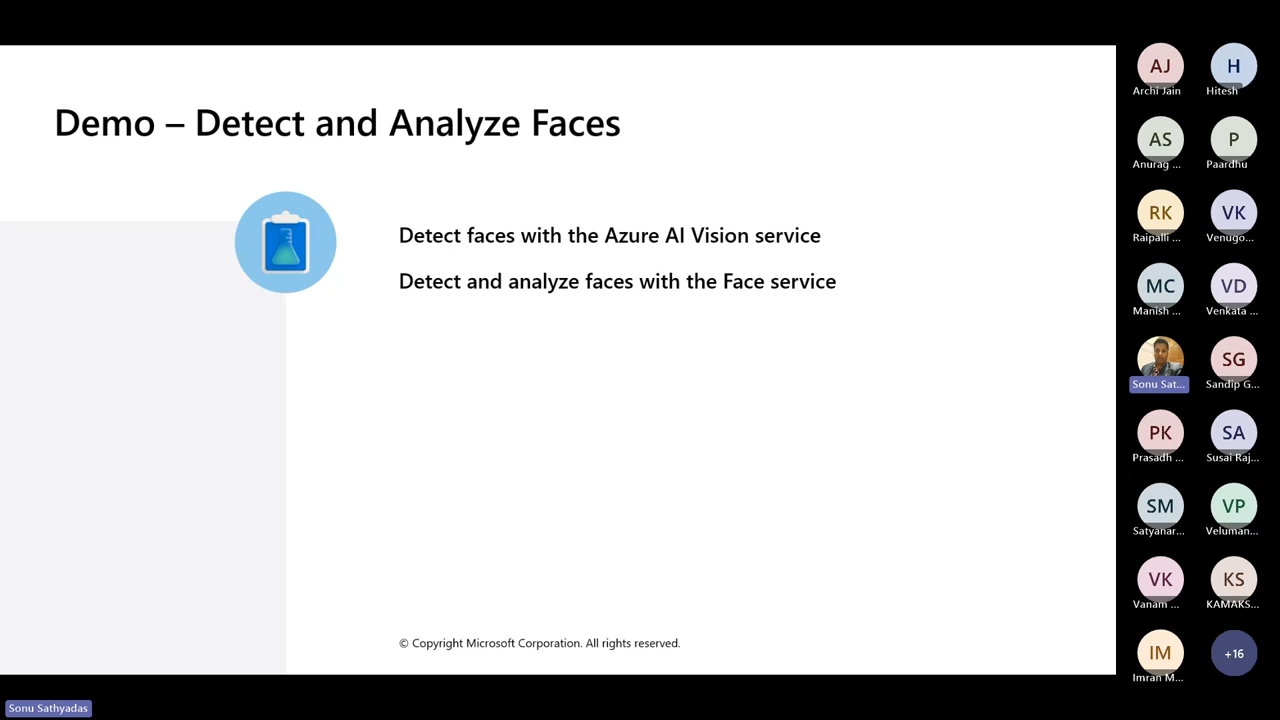 Demo – Detect and Analyze Faces
Detect faces with the Azure AI Vision service
Detect and analyze faces with the Face service
© Copyright Microsoft Corporation. All rights reserved.
AJ H
Archi Jain Hitesh
AS P
Anurag ... Paardhu
RK VK
Raipalli ... Venugo...
MC VD
Manish ... Venkata ...
SG
Sonu Sat... Sandip G...
PK SA
Prasadh ... Susai Raj...
SM VP
Satyanar... Veluman...
VK KS
Vanam ... KAMAKS...
IM +16
Imran M...
Sonu Sathyadas